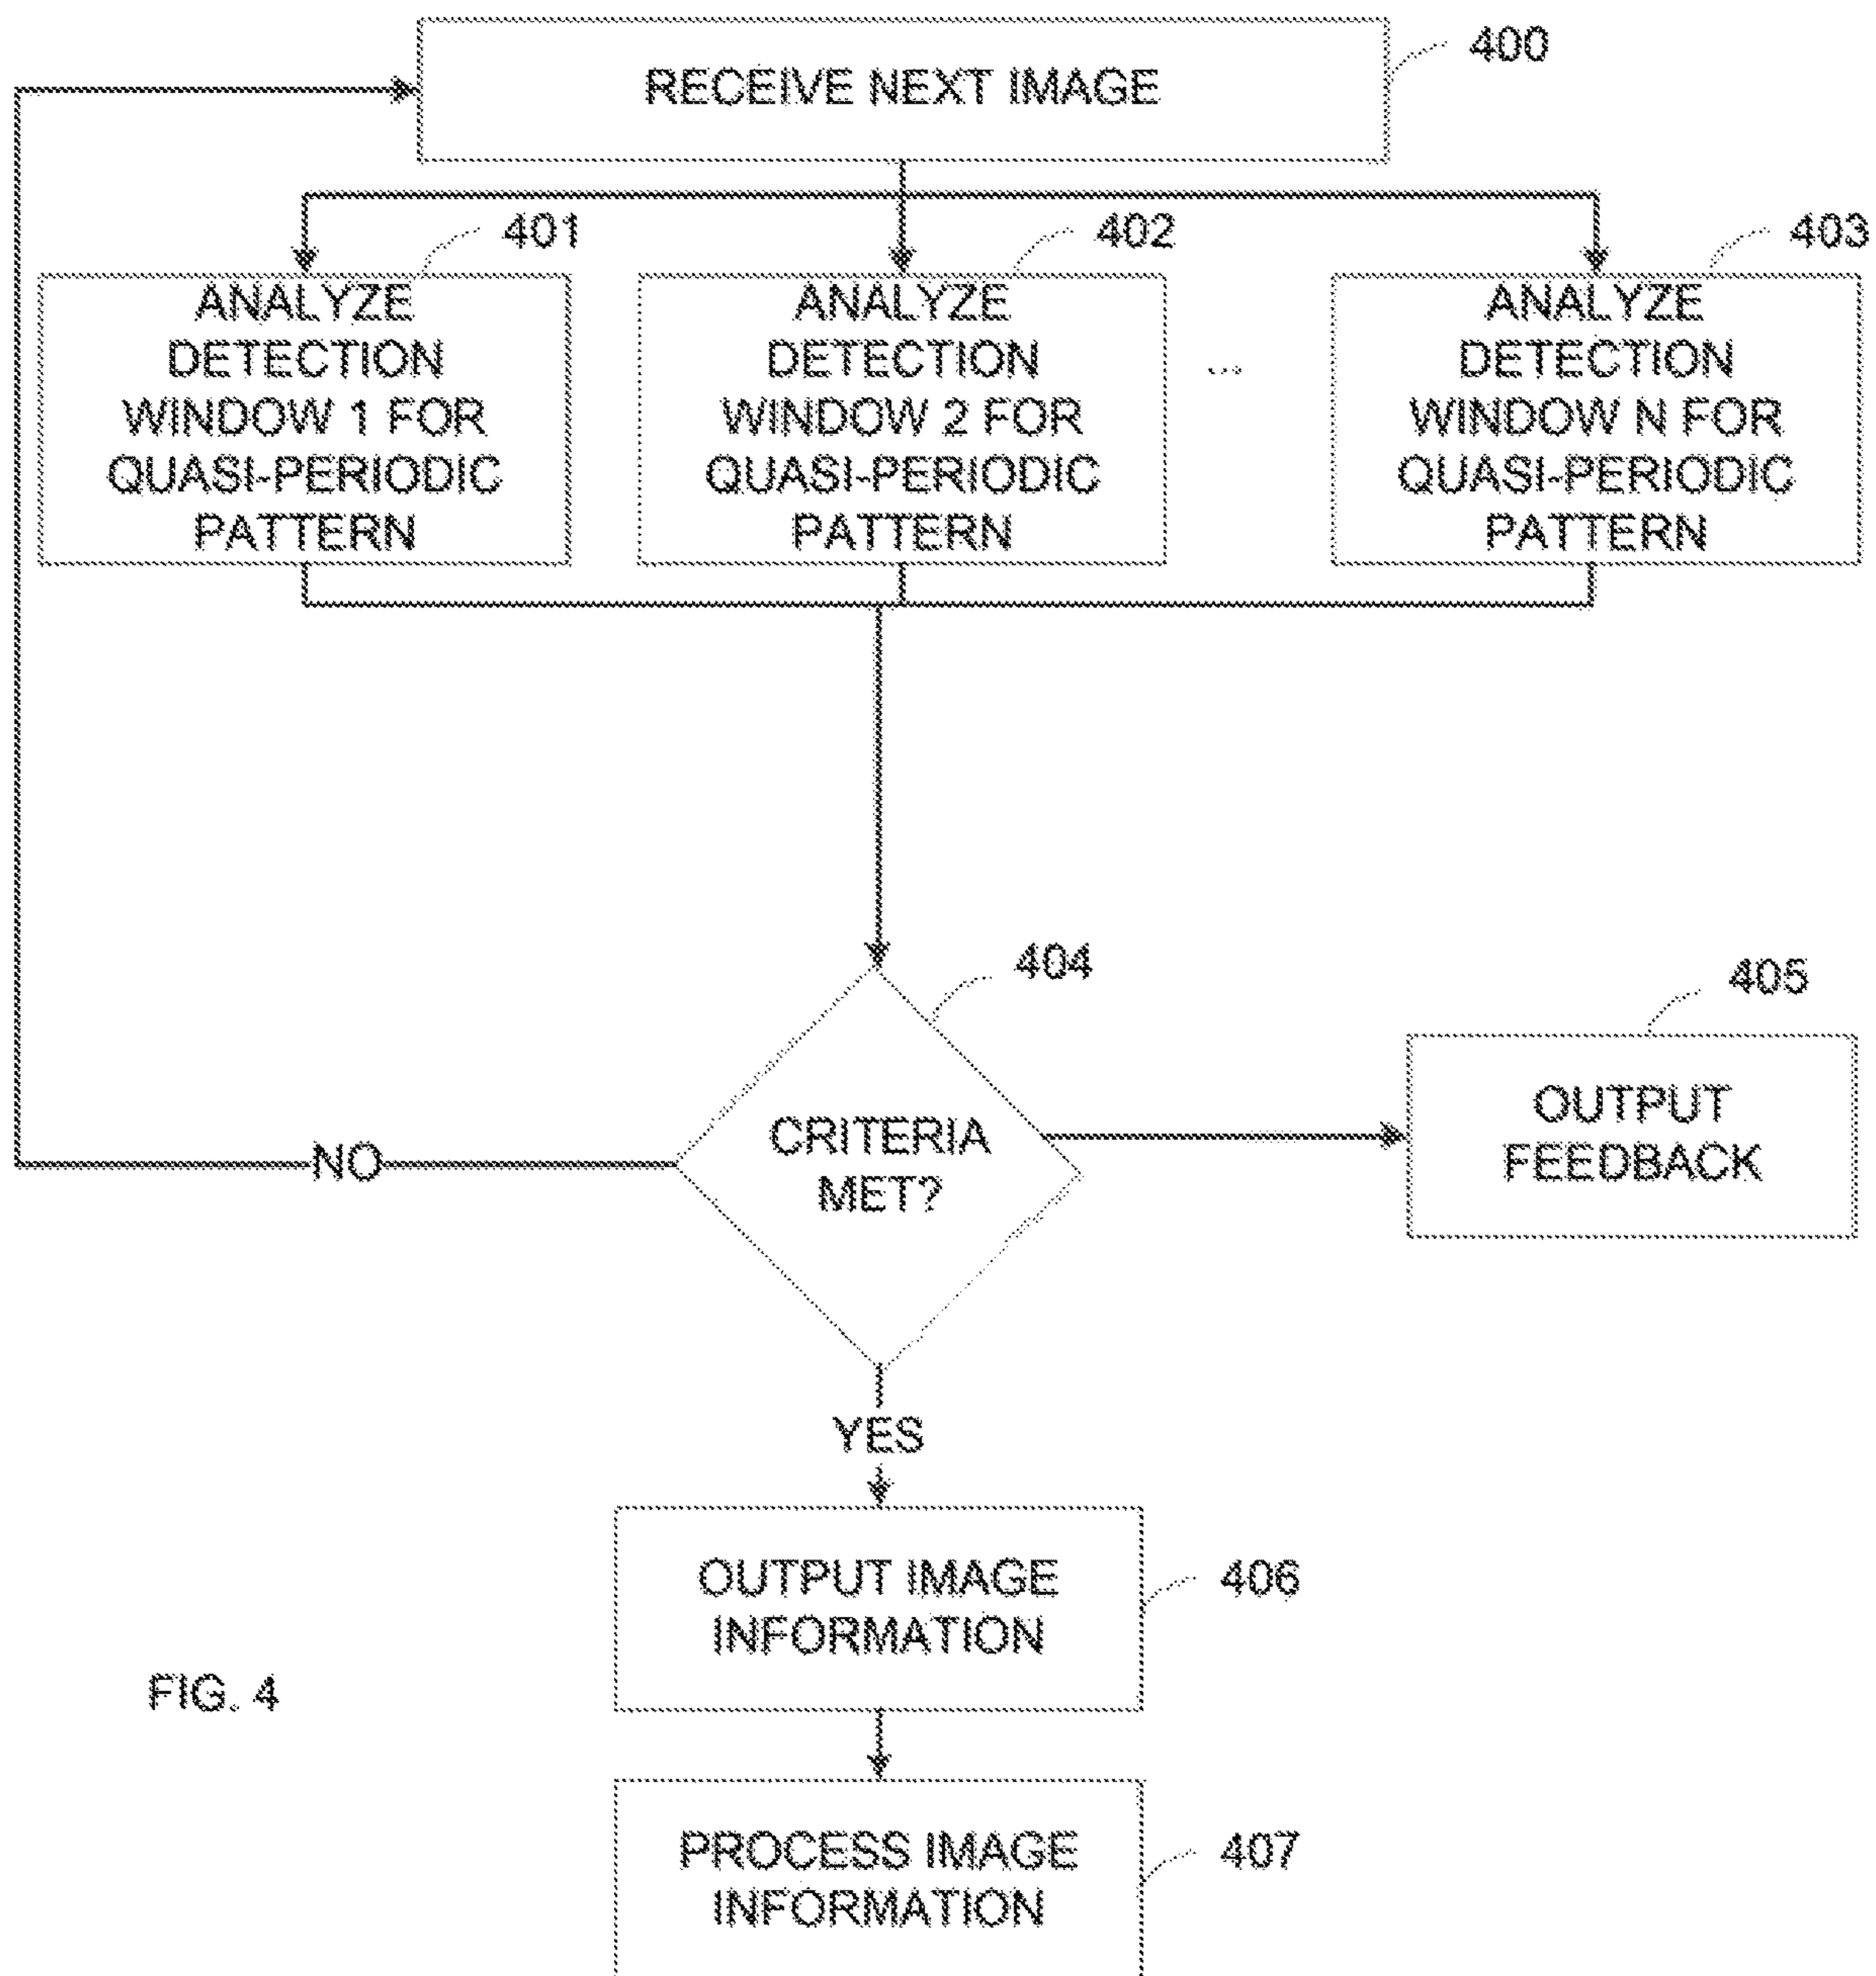 RECEIVE NEXT IMAGE
400
401
ANALYZE
DETECTION
WINDOW 1 FOR
QUASI-PERIODIC
PATTERN
402
ANALYZE
DETECTION
WINDOW 2 FOR
QUASI-PERIODIC
PATTERN
...
403
ANALYZE
DETECTION
WINDOW N FOR
QUASI-PERIODIC
PATTERN
404
CRITERIA
MET?
NO
405
OUTPUT
FEEDBACK
YES
OUTPUT IMAGE
INFORMATION
406
FIG. 4
PROCESS IMAGE
INFORMATION
407